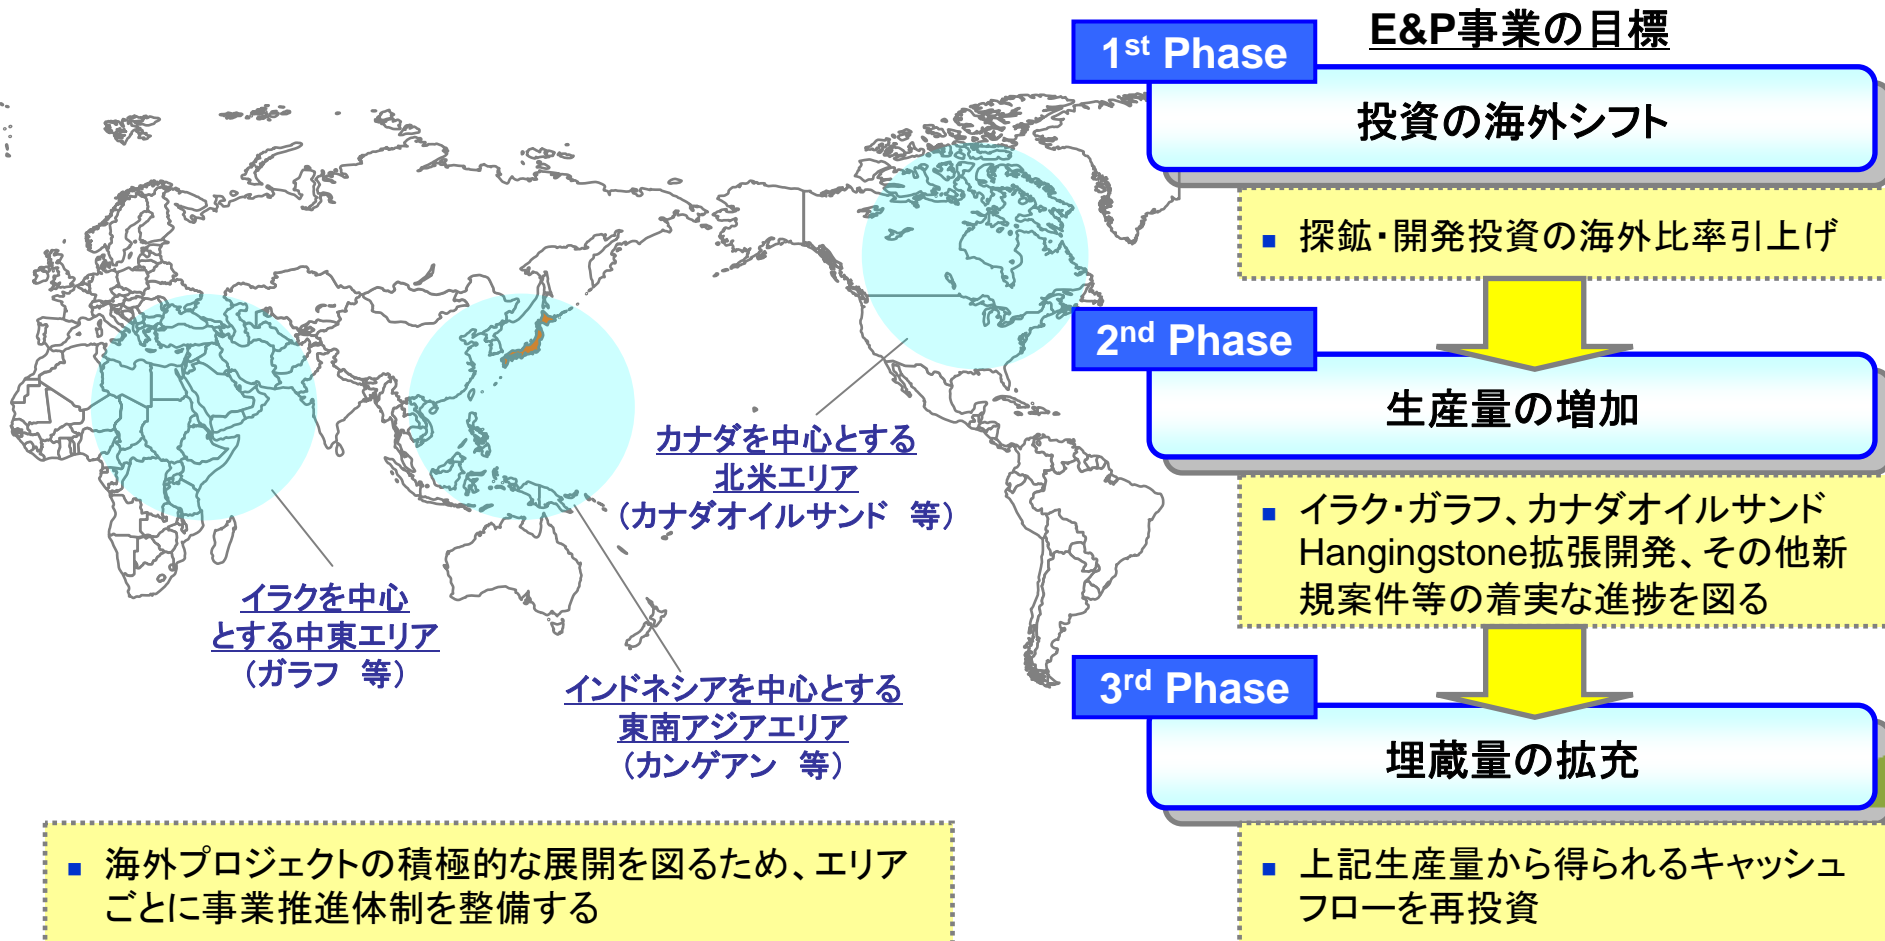 E&P事業の目標
1st Phase
投資の海外シフト
▪ 探鉱・開発投資の海外比率引上げ
2nd Phase
生産量の増加
▪ イラク・ガラフ、カナダオイルサンド
Hangingstone拡張開発、その他新
規案件等の着実な進捗を図る
3rd Phase
埋蔵量の拡充
▪ 上記生産量から得られるキャッシュ
フローを再投資
カナダを中心とする
北米エリア
(カナダオイルサンド 等)
イラクを中心
とする中東エリア
(ガラフ 等)
インドネシアを中心とする
東南アジアエリア
(カンゲアン 等)
▪ 海外プロジェクトの積極的な展開を図るため、エリア
ごとに事業推進体制を整備する